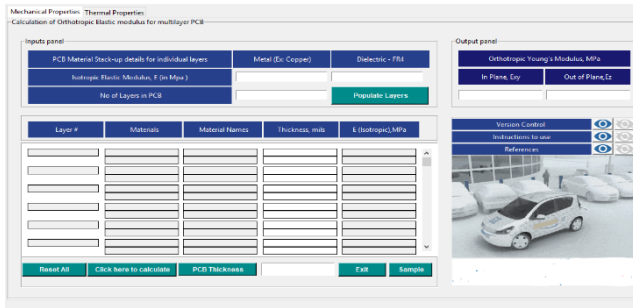 Mechanical Properties Thermal Properties
Calculation of Orthotropic Elastic modulus for multilayer PCB
Inputs panel
PCB Material Stack-up details for individual layers Metal (Ex: Copper) Dielectric - FR4
Isotropic Elastic Modulus, E (in Mpa )
No of Layers in PCB Populate Layers
Output panel
Orthotropic Young's Modulus, MPa
In Plane, Exy Out of Plane,Ez
Layer # Materials Material Names Thickness, mils E (Isotropic),MPa
Version Control
Instructions to use
References
Reset All Click here to calculate PCB Thickness Exit Sample